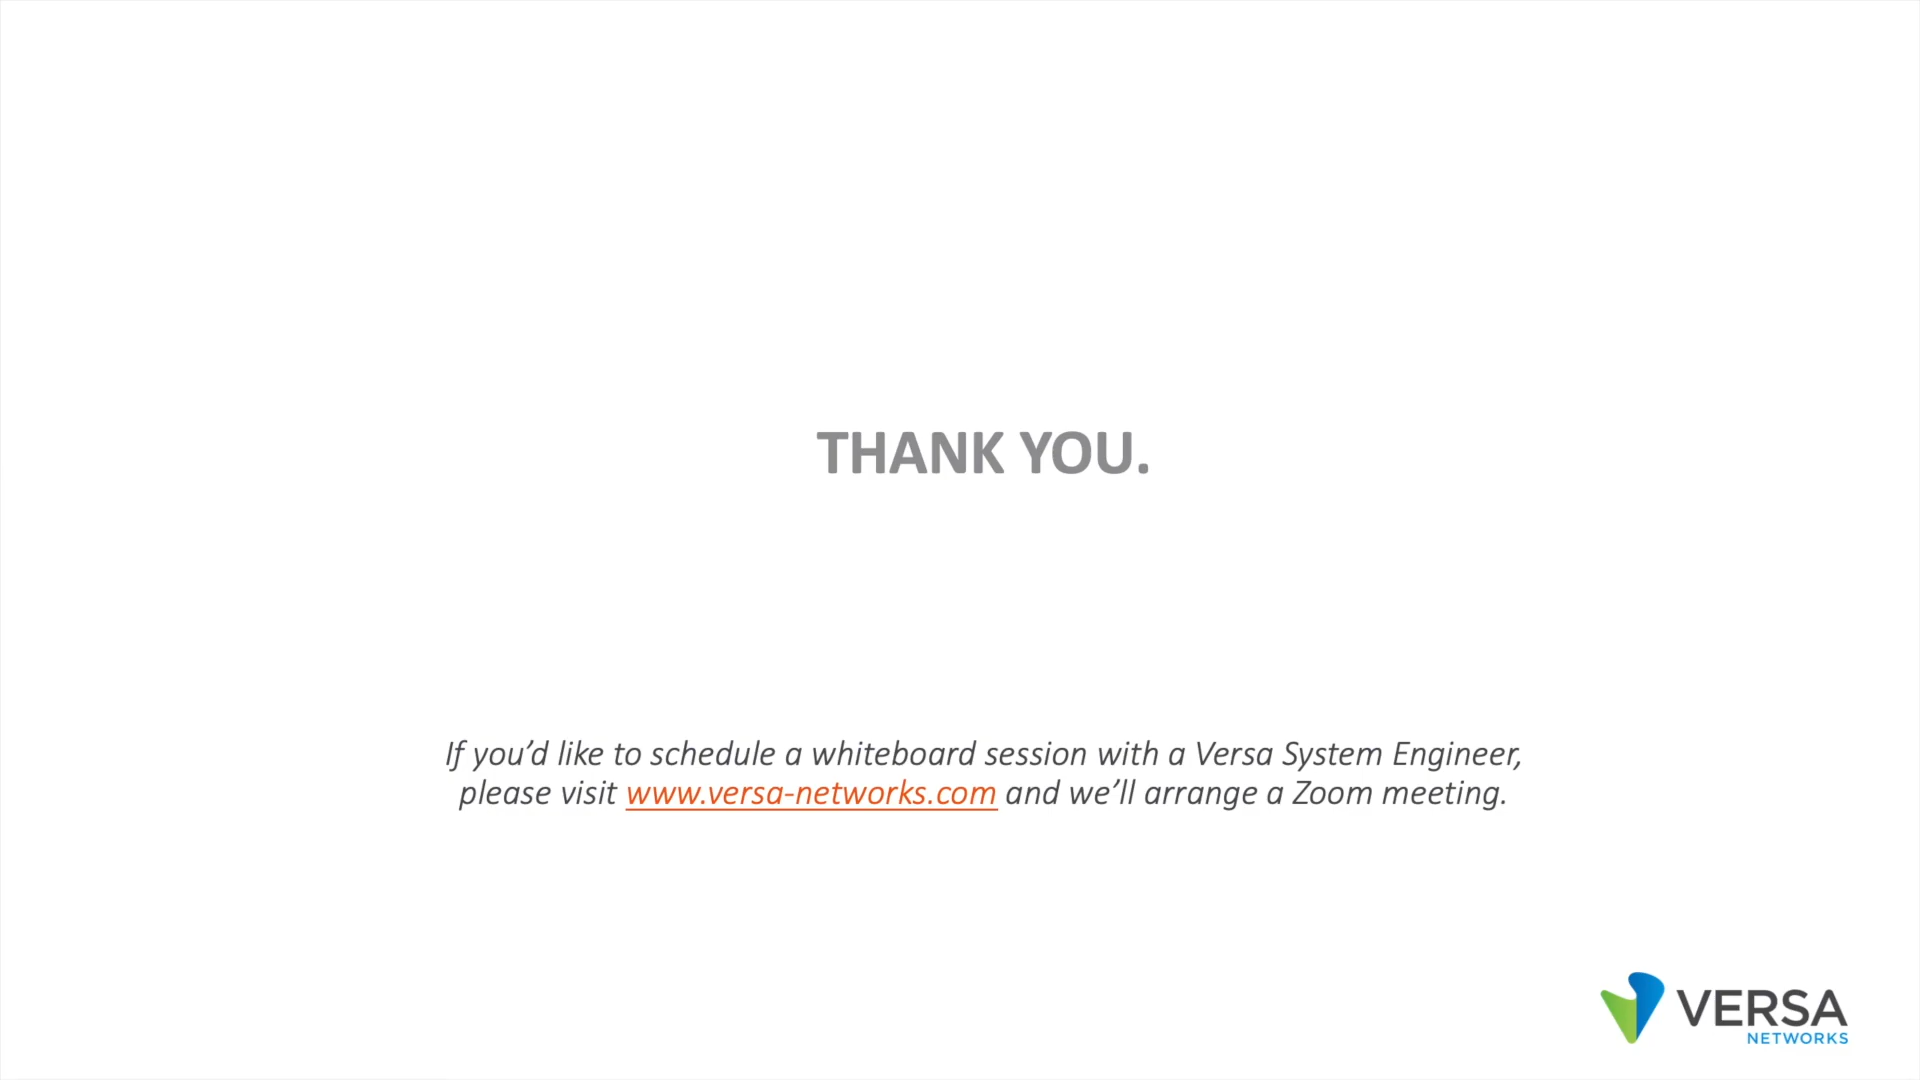 THANK YOU.
If you’d like to schedule a whiteboard session with a Versa System Engineer,
please visit www.versa-networks.com and we’ll arrange a Zoom meeting.
VERSA
NETWORKS